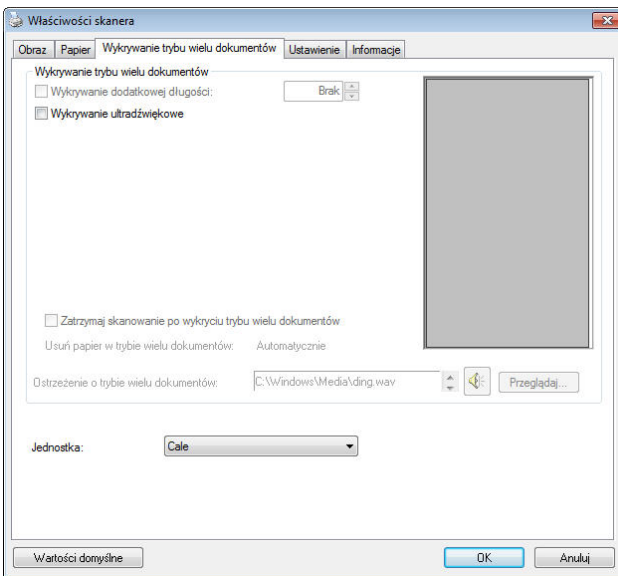 Właściwości skanera
Obraz Papier Wykrywanie trybu wielu dokumentów Ustawienie Informacje
Wykrywanie trybu wielu dokumentów
Wykrywanie dodatkowej długości: Brak
Wykrywanie ultradźwiękowe
Zatrzymaj skanowanie po wykryciu trybu wielu dokumentów
Usuń papier w trybie wielu dokumentów: Automatycznie
Ostrzeżenie o trybie wielu dokumentów: C:\Windows\Media\ding.wav Przeglądaj...
Jednostka: Cale
Wartości domyślne OK Anuluj